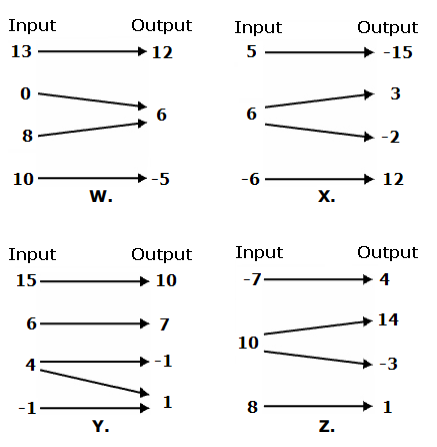 Input Output
13 12
0
6
8
10 -5
W.
Input Output
5 -15
3
6
-2
-6 12
X.
Input Output
15 10
6 7
4 -1
1
-1
Y.
Input Output
-7 4
14
10
-3
8 1
Z.